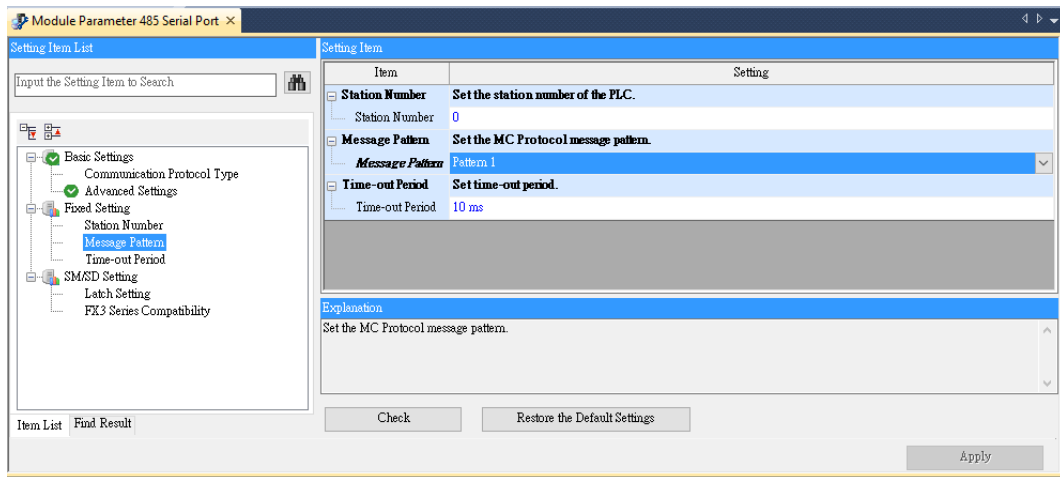 Module Parameter 485 Serial Port
Setting Item List
Input the Setting Item to Search
Basic Settings
Communication Protocol Type
Advanced Settings
Fixed Setting
Station Number
Message Pattern
Time-out Period
SM/SD Setting
Latch Setting
FX3 Series Compatibility
Item List Find Result
Setting Item
Item Setting
Station Number Set the station number of the PLC.
Station Number 0
Message Pattern Set the MC Protocol message pattern.
Message Pattern Pattern 1
Time-out Period Set time-out period.
Time-out Period 10 ms
Explanation
Set the MC Protocol message pattern.
Check Restore the Default Settings
Apply